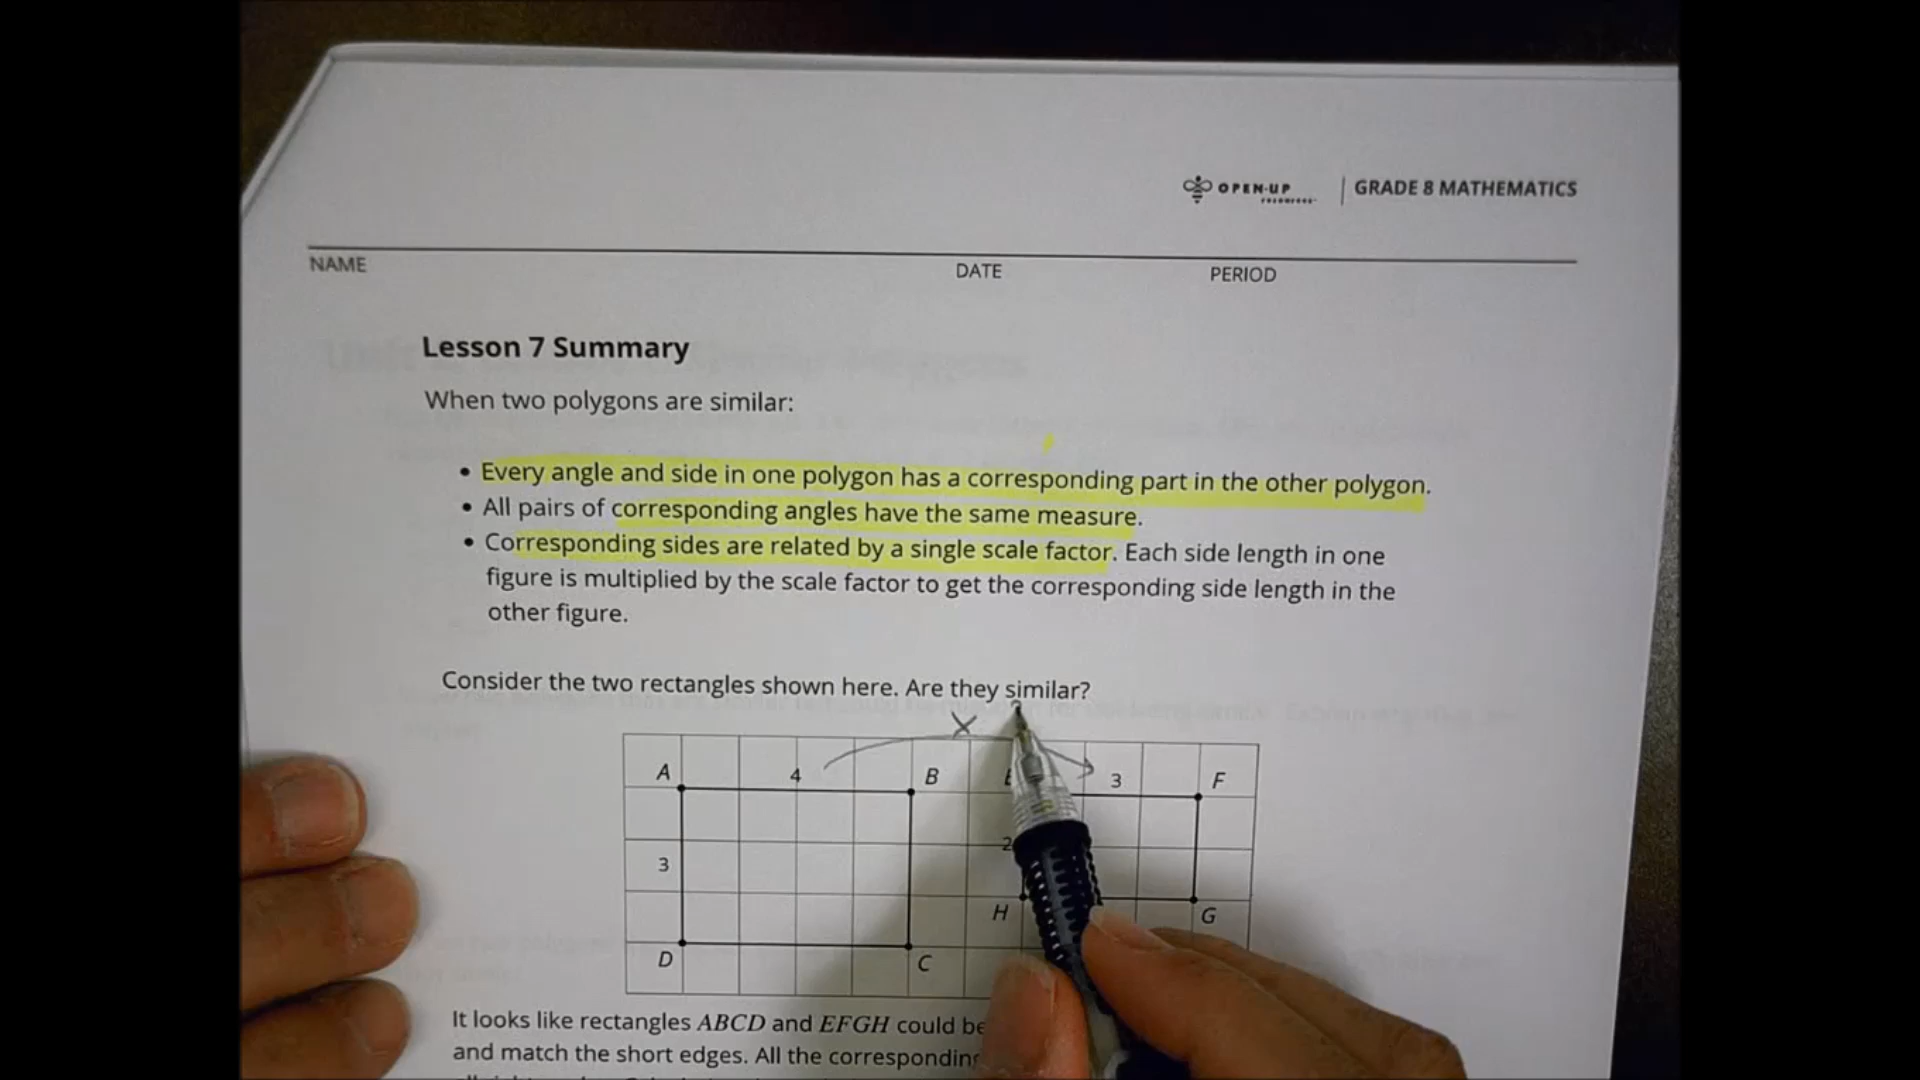 OPEN-UP
RESOURCES
GRADE 8 MATHEMATICS
NAME DATE PERIOD
Lesson 7 Summary
When two polygons are similar:
• Every angle and side in one polygon has a corresponding part in the other polygon.
• All pairs of corresponding angles have the same measure.
• Corresponding sides are related by a single scale factor. Each side length in one
figure is multiplied by the scale factor to get the corresponding side length in the
other figure.
Consider the two rectangles shown here. Are they similar?
X
A 4 B E 3 F
3 2
H G
D C
It looks like rectangles ABCD and EFGH could be
and match the short edges. All the corresponding